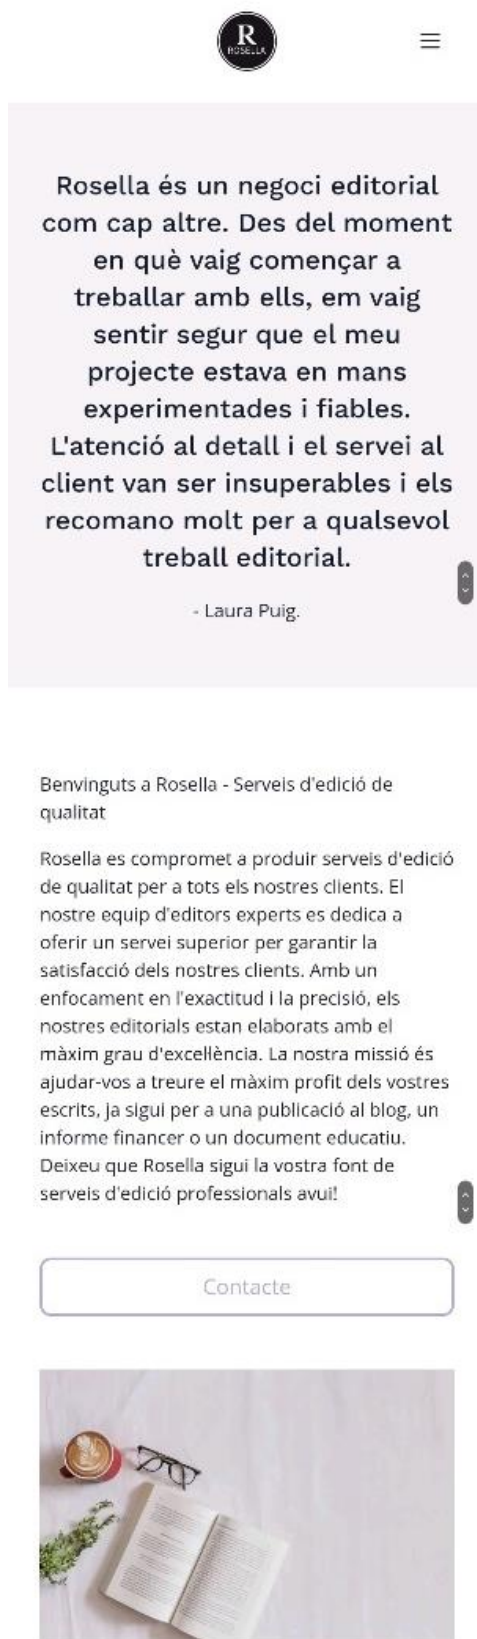 R
ROSELLA
Rosella és un negoci editorial
com cap altre. Des del moment
en què vaig començar a
treballar amb ells, em vaig
sentir segur que el meu
projecte estava en mans
experimentades i fiables.
L'atenció al detall i el servei al
client van ser insuperables i els
recomano molt per a qualsevol
treball editorial.
- Laura Puig.
Benvinguts a Rosella - Serveis d'edició de
qualitat
Rosella es compromet a produir serveis d'edició
de qualitat per a tots els nostres clients. El
nostre equip d'editors experts es dedica a
oferir un servei superior per garantir la
satisfacció dels nostres clients. Amb un
enfocament en l'exactitud i la precisió, els
nostres editorials estan elaborats amb el
màxim grau d'excel·lència. La nostra missió és
ajudar-vos a treure el màxim profit dels vostres
escrits, ja sigui per a una publicació al blog, un
informe financer o un document educatiu.
Deixeu que Rosella sigui la vostra font de
serveis d'edició professionals avui!
Contacte